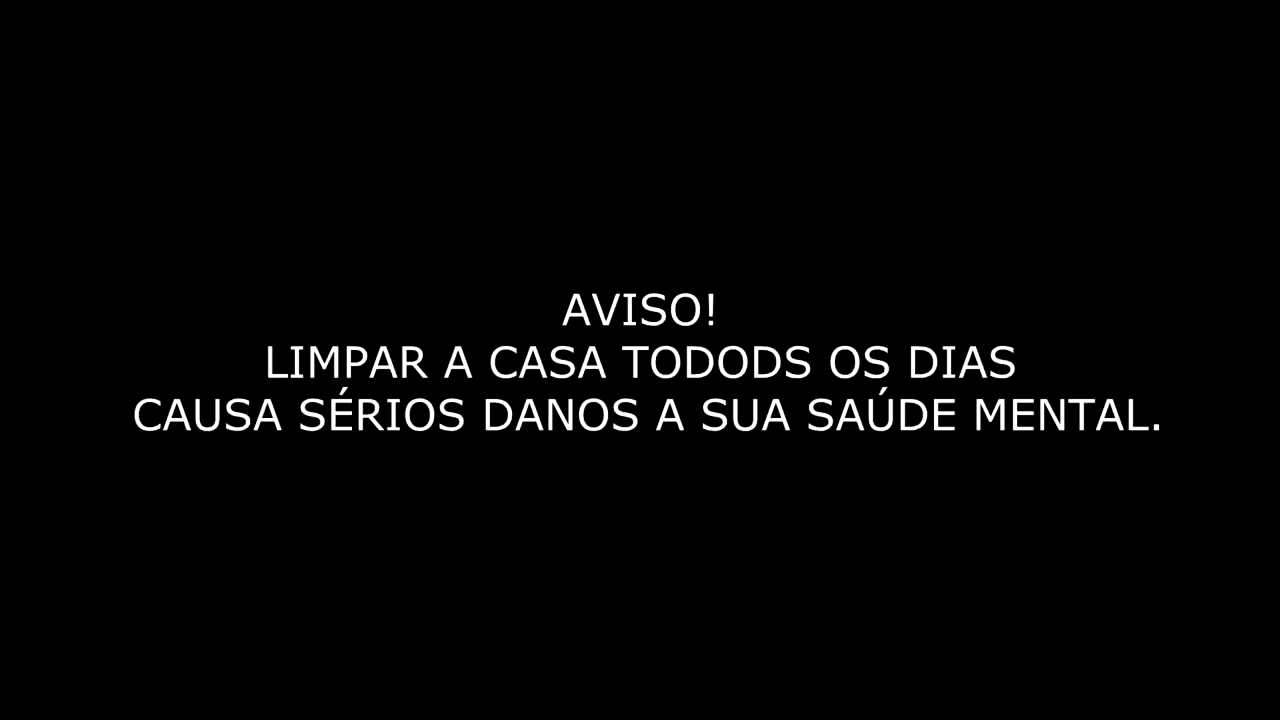 AVISO!
LIMPAR A CASA TODODS OS DIAS
CAUSA SÉRIOS DANOS A SUA SAÚDE MENTAL.